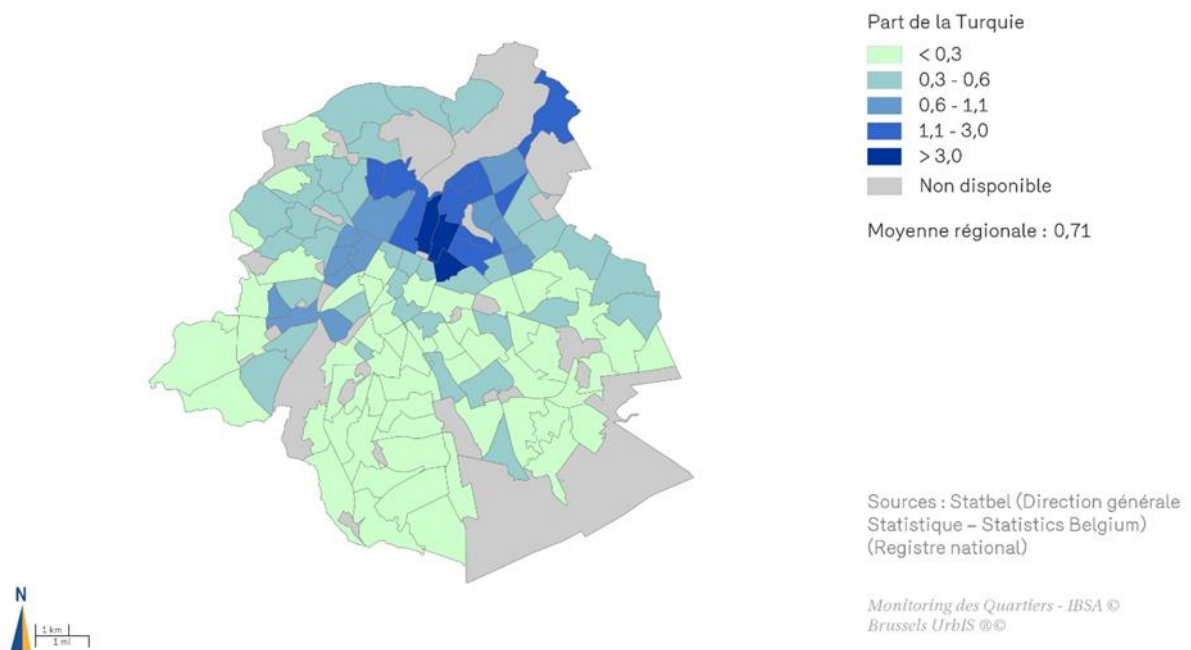 Part de la Turquie
< 0,3
0,3 - 0,6
0,6 - 1,1
1,1 - 3,0
> 3,0
Non disponible
Moyenne régionale : 0,71
Sources : Statbel (Direction générale
Statistique – Statistics Belgium)
(Registre national)
Monitoring des Quartiers - IBSA ©
Brussels UrbIS ®©
N
1 km
1 mi